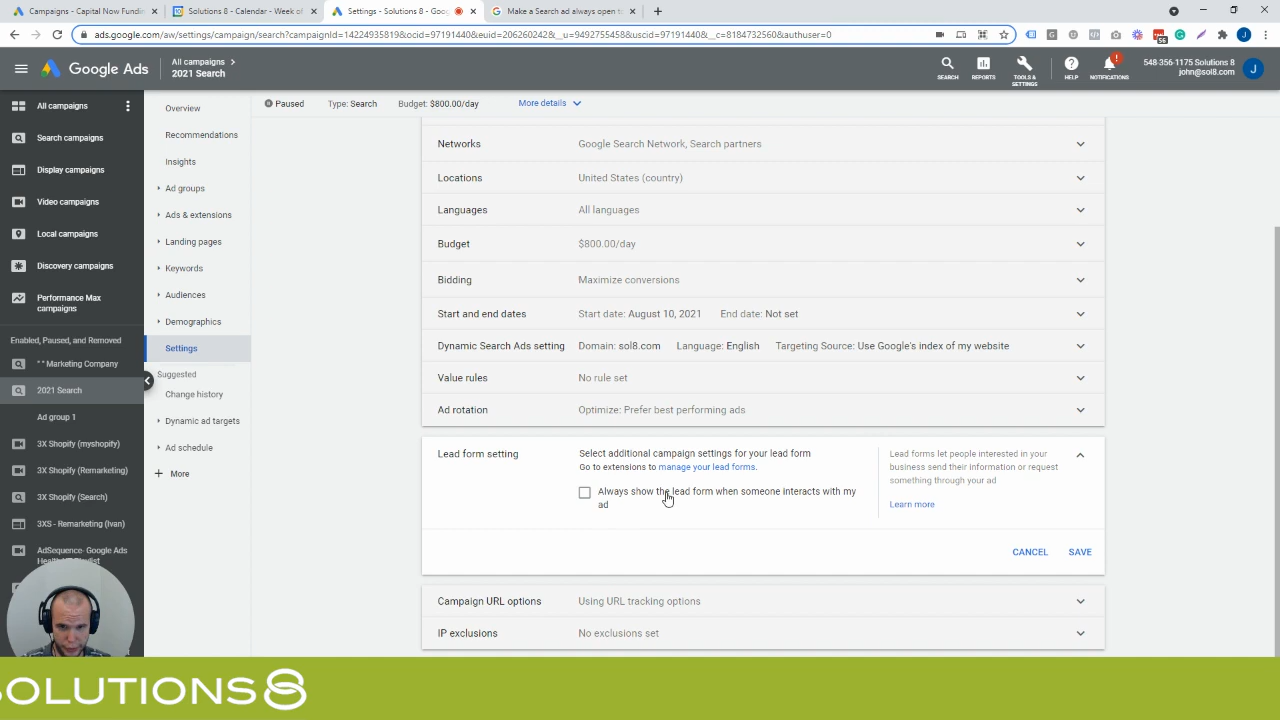 Campaigns - Capital Now Fundin
Solutions 8 - Calendar - Week of
Settings - Solutions 8 - Goog
Make a Search ad always open to
ads.google.com/aw/settings/campaign/search?campaignId=14224935819&ocid=971914440&euid=206260242&__u=9492755458&uscid=971914440&__c=8184732560&authuser=0
56
J
Google Ads
All campaigns
2021 Search
SEARCH
REPORTS
TOOLS &
SETTINGS
HELP
!
NOTIFICATIONS
548-356-1175 Solutions 8
john@sol8.com
J
All campaigns
Search campaigns
Display campaigns
Video campaigns
Local campaigns
Discovery campaigns
Performance Max
campaigns
Enabled, Paused, and Removed
" " Marketing Company
2021 Search
Ad group 1
3X Shopify (myshopify)
3X Shopify (Remarketing)
3X Shopify (Search)
3XS - Remarketing (Ivan)
AdSequence- Google Ads
Overview
Recommendations
Insights
Ad groups
Ads & extensions
Landing pages
Keywords
Audiences
Demographics
Settings
Suggested
Change history
Dynamic ad targets
Ad schedule
More
Paused
Type: Search
Budget: $800.00/day
More details
Networks Google Search Network, Search partners
Locations United States (country)
Languages All languages
Budget $800.00/day
Bidding Maximize conversions
Start and end dates Start date: August 10, 2021 End date: Not set
Dynamic Search Ads setting Domain: sol8.com Language: English Targeting Source: Use Google's index of my website
Value rules No rule set
Ad rotation Optimize: Prefer best performing ads
Lead form setting
Select additional campaign settings for your lead form
Go to extensions to manage your lead forms.
Always show the lead form when someone interacts with my
ad
Lead forms let people interested in your
business send their information or request
something through your ad
Learn more
CANCEL SAVE
Campaign URL options Using URL tracking options
IP exclusions No exclusions set
SOLUTIONS 8